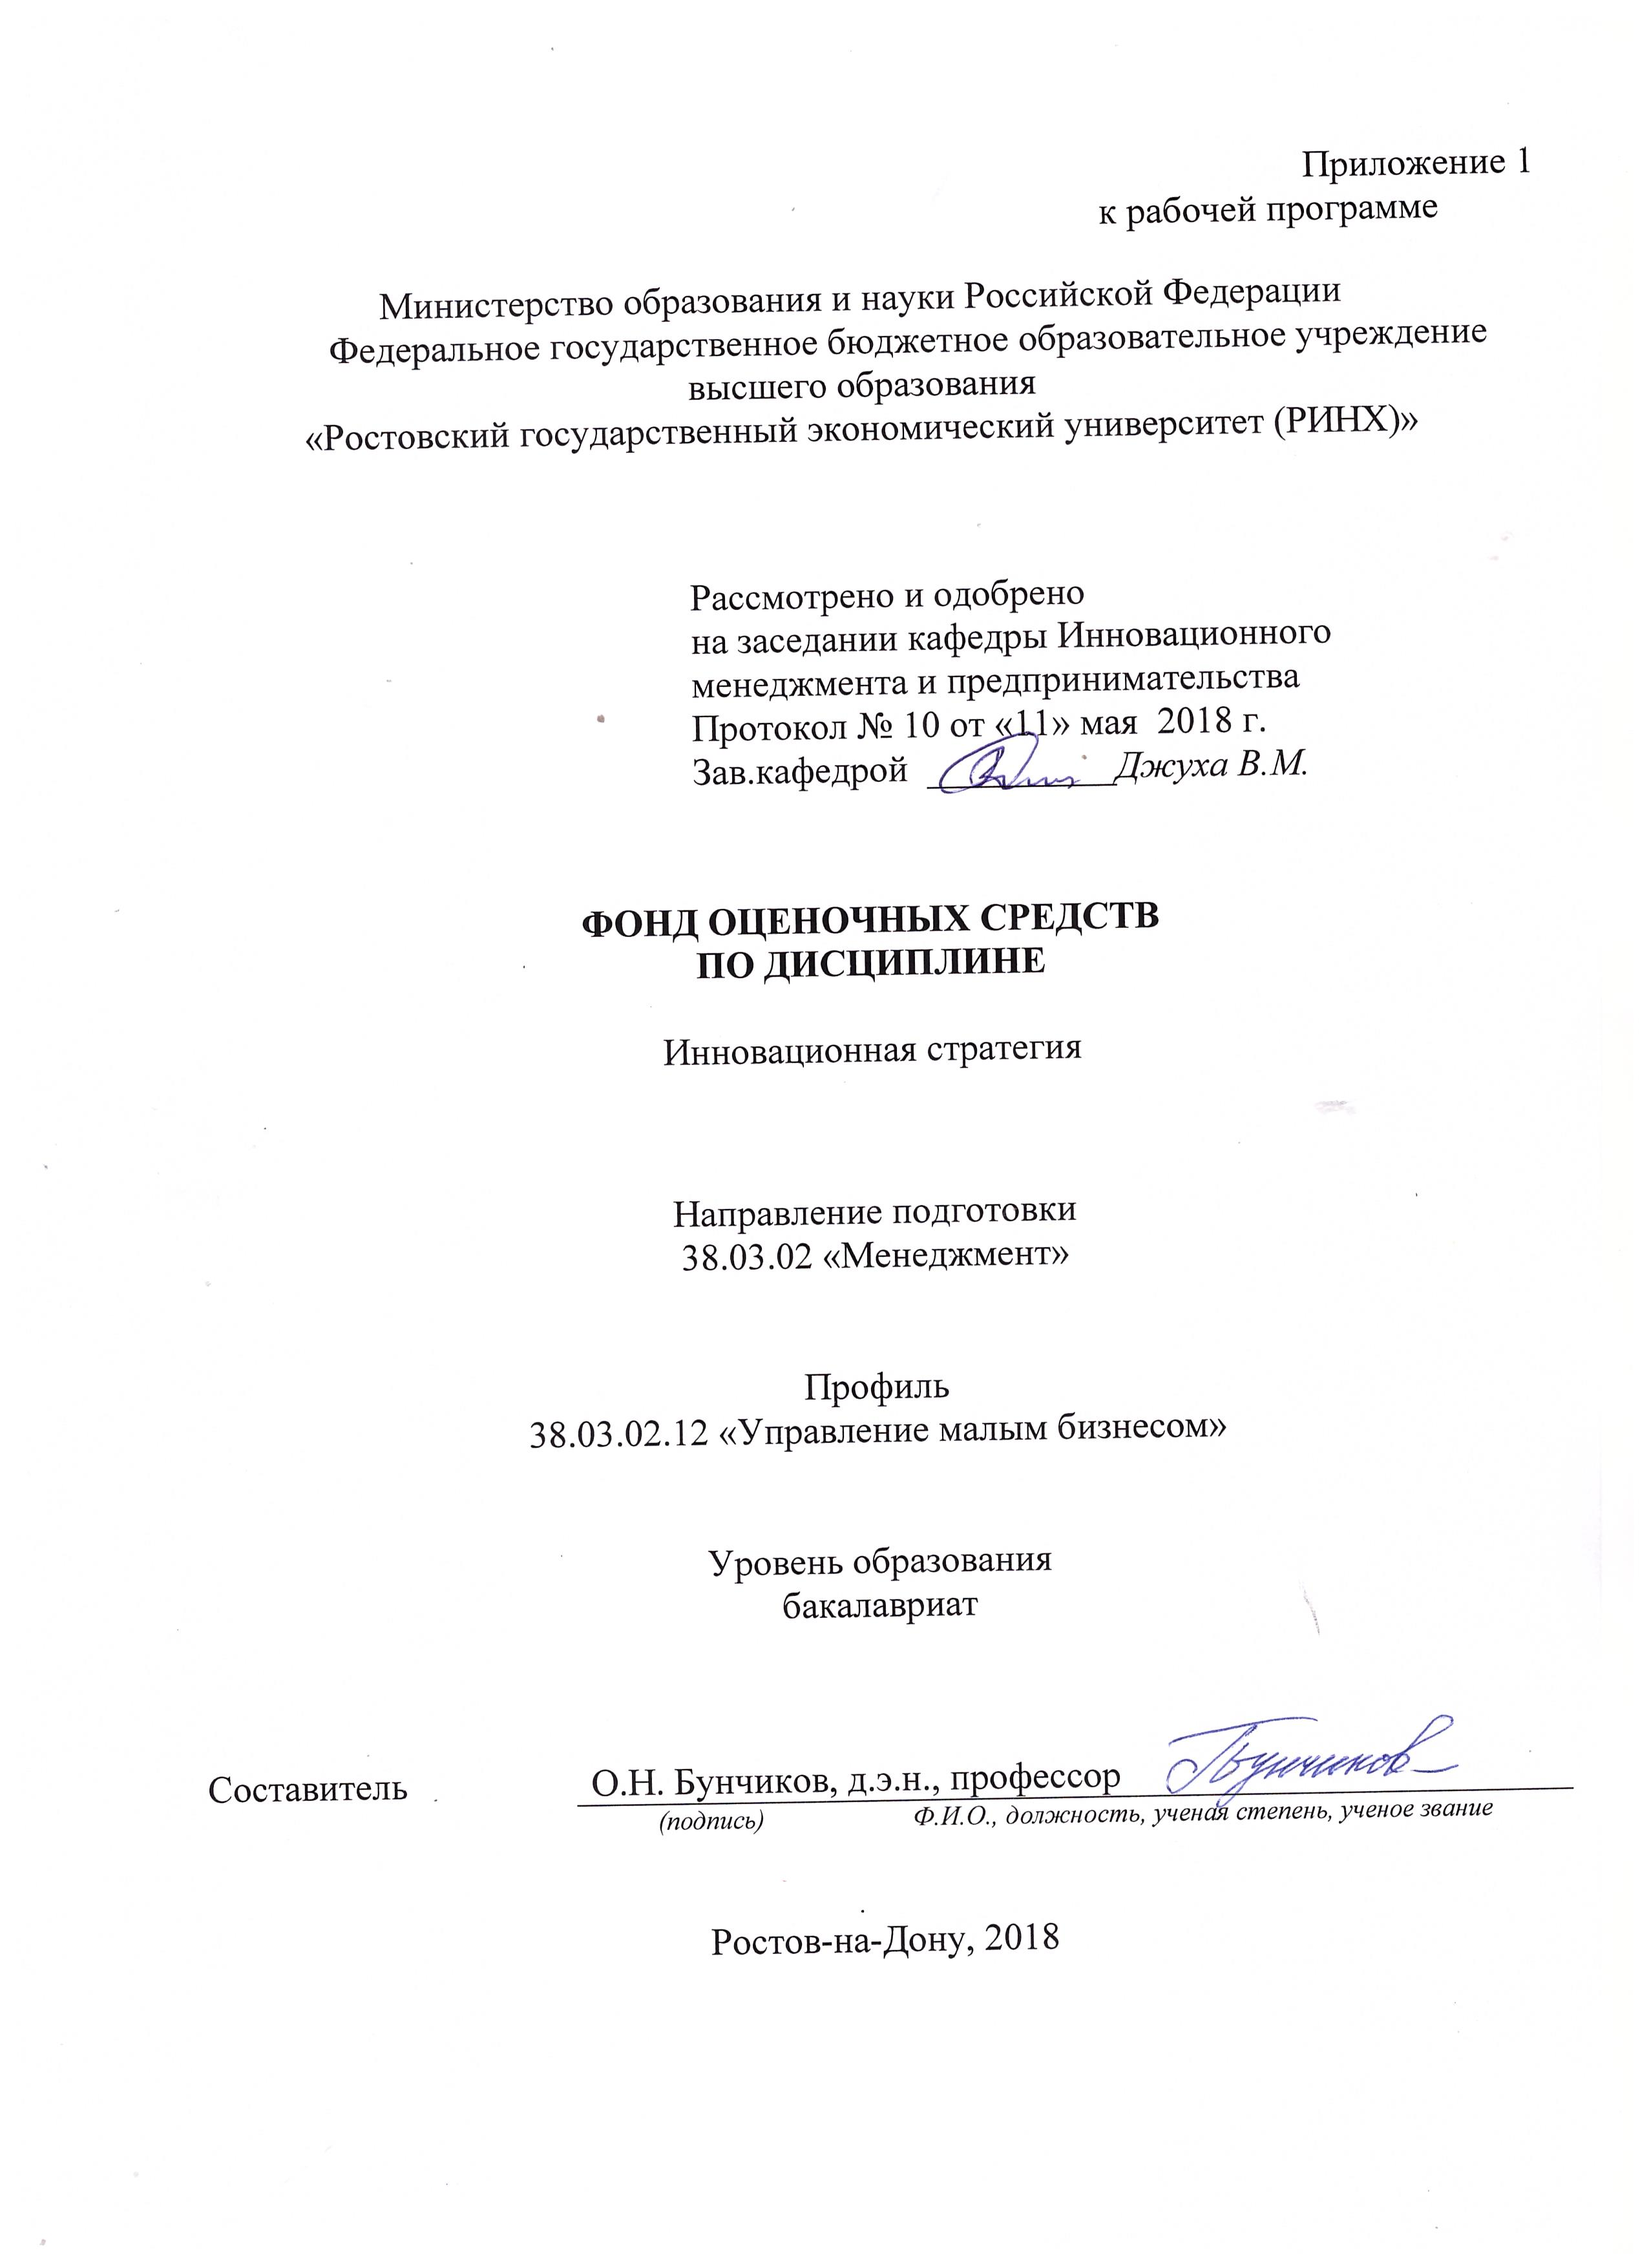 Приложение 1
к рабочей программе
Министерство образования и науки Российской Федерации
Федеральное государственное бюджетное образовательное учреждение
высшего образования
«Ростовский государственный экономический университет (РИНХ)»
Рассмотрено и одобрено
на заседании кафедры Инновационного
менеджмента и предпринимательства
Протокол № 10 от «11» мая 2018 г.
Зав.кафедрой Джуха В.М.
ФОНД ОЦЕНОЧНЫХ СРЕДСТВ
ПО ДИСЦИПЛИНЕ
Инновационная стратегия
Направление подготовки
38.03.02 «Менеджмент»
Профиль
38.03.02.12 «Управление малым бизнесом»
Уровень образования
бакалавриат
Составитель О.Н. Бунчиков, д.э.н., профессор Бунчиков
(подпись) Ф.И.О., должность, ученая степень, ученое звание
Ростов-на-Дону, 2018